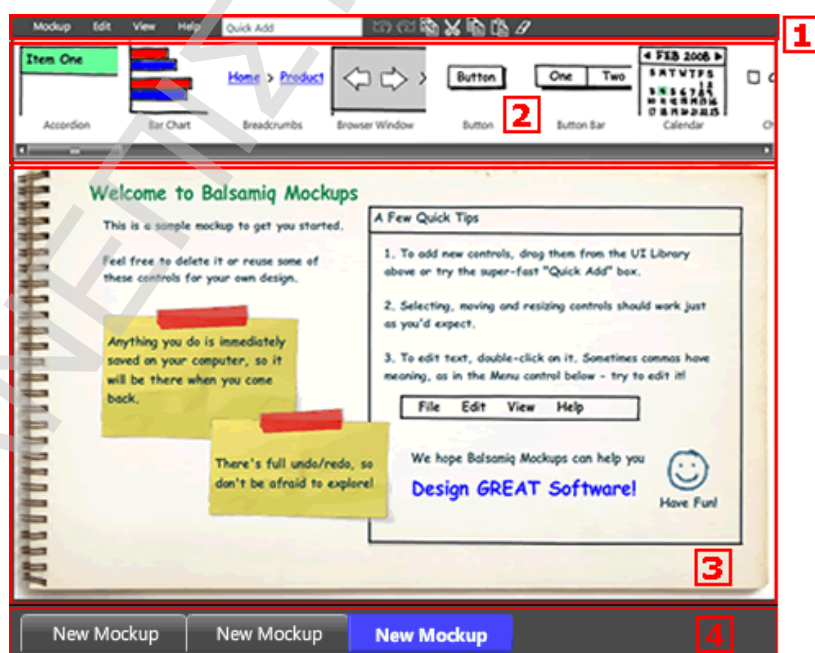 Mockup Edit View Help Quick Add
1
Item One
Home > Product
Button
One Two
◄ FEB 2008 ►
S M T W T F S
Accordion Bar Chart Breadcrumbs Browser Window Button Button Bar Calendar
2
Welcome to Balsamiq Mockups
This is a sample mockup to get you started.
Feel free to delete it or reuse some of
these controls for your own design.
Anything you do is immediately
saved on your computer, so it
will be there when you come
back.
There's full undo/redo, so
don't be afraid to explore!
A Few Quick Tips
1. To add new controls, drag them from the UI Library
above or try the super-fast "Quick Add" box.
2. Selecting, moving and resizing controls should work just
as you'd expect.
3. To edit text, double-click on it. Sometimes commas have
meaning, as in the Menu control below - try to edit it!
File Edit View Help
We hope Balsamiq Mockups can help you
Design GREAT Software!
Have Fun!
3
New Mockup New Mockup New Mockup
4